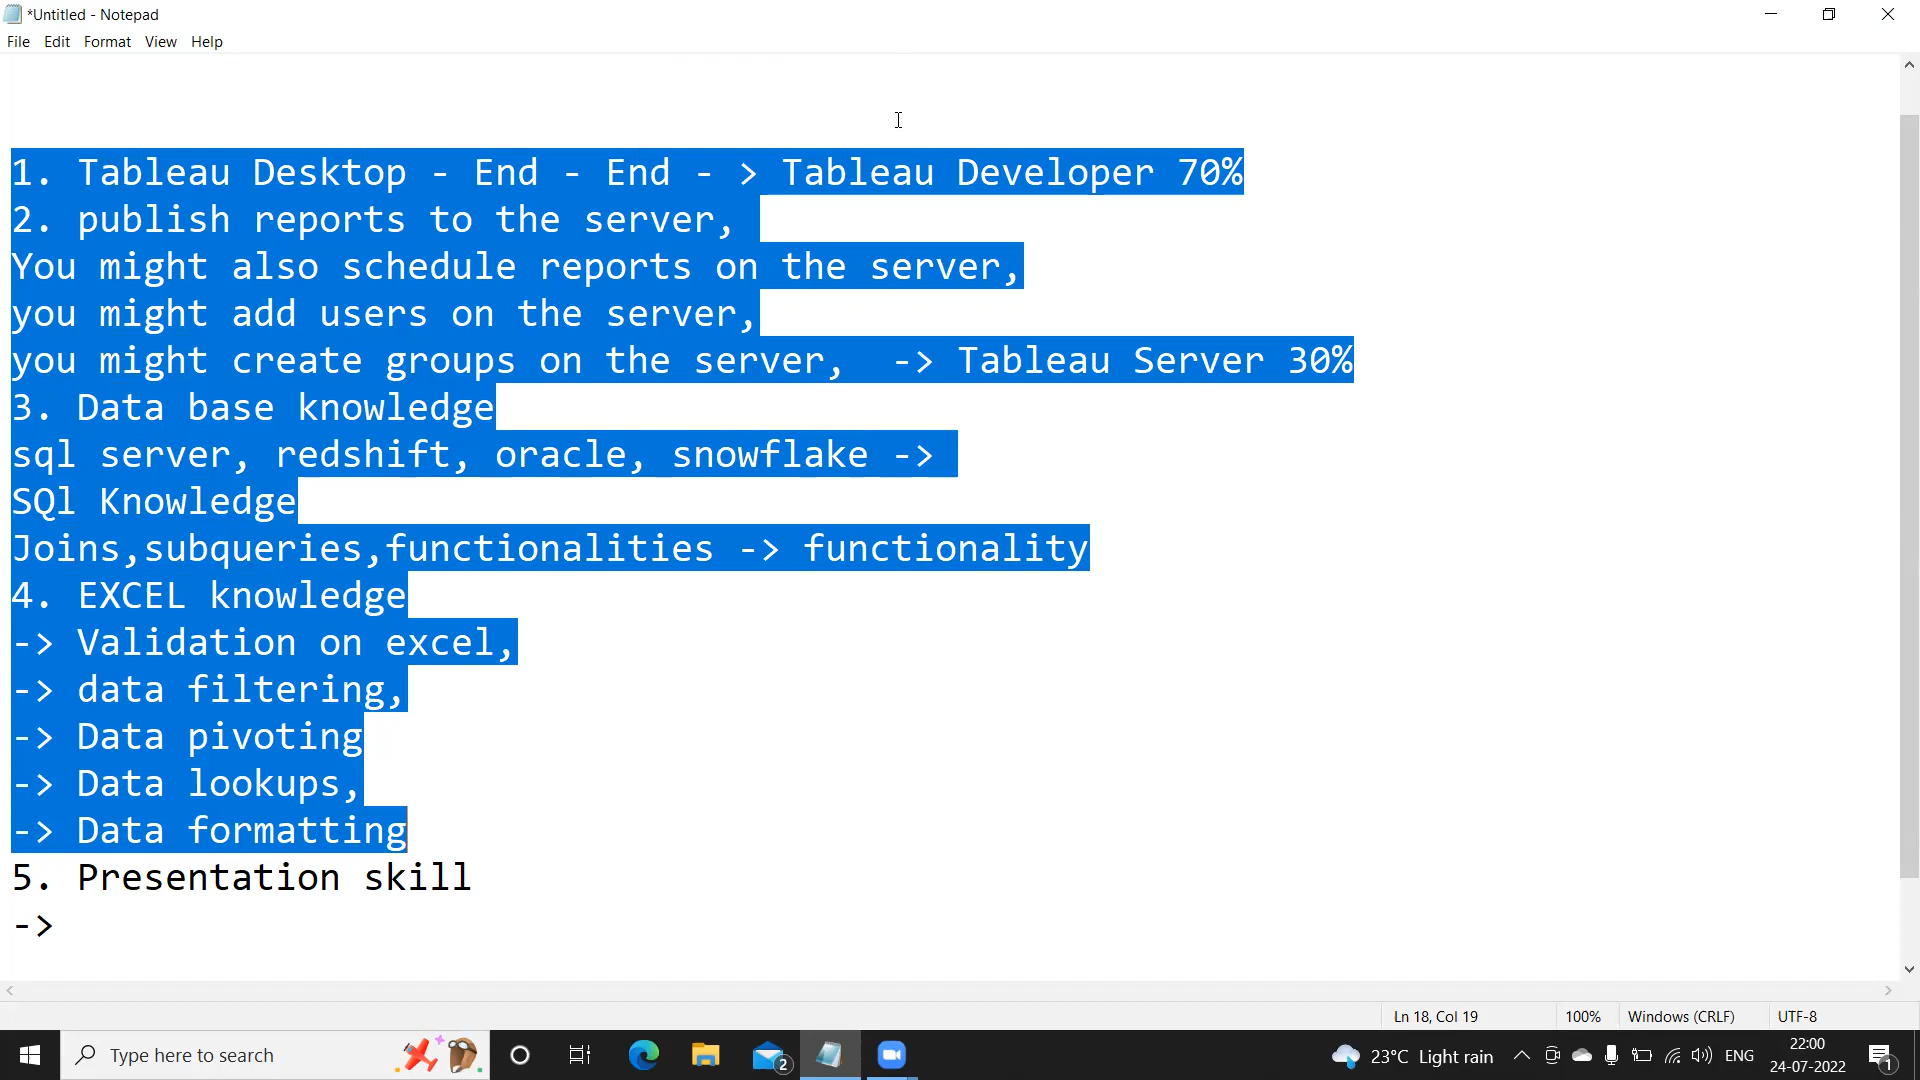 *Untitled - Notepad
File Edit Format View Help
1. Tableau Desktop - End - End - > Tableau Developer 70%
2. publish reports to the server,
You might also schedule reports on the server,
you might add users on the server,
you might create groups on the server,  -> Tableau Server 30%
3. Data base knowledge
sql server, redshift, oracle, snowflake ->
SQl Knowledge
Joins,subqueries,functionalities -> functionality
4. EXCEL knowledge
-> Validation on excel,
-> data filtering,
-> Data pivoting
-> Data lookups,
-> Data formatting
5. Presentation skill
->
Ln 18, Col 19 100% Windows (CRLF) UTF-8
Type here to search 2 23°C Light rain ENG 22:00 1
24-07-2022